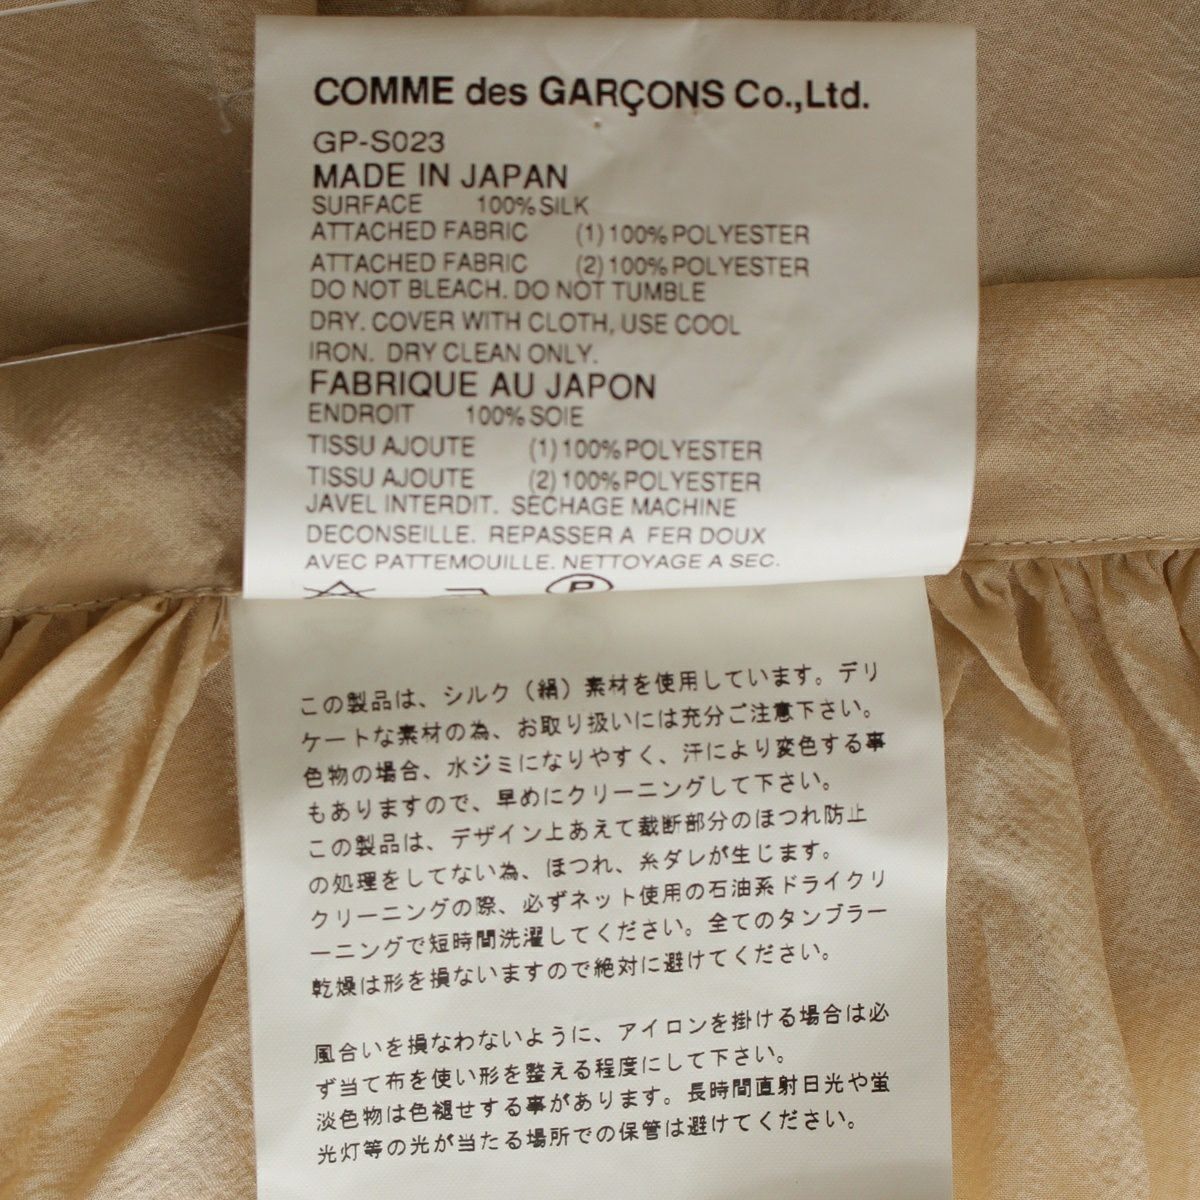 COMME des GARÇONS Co.,Ltd.
GP-S023
MADE IN JAPAN
SURFACE 100% SILK
ATTACHED FABRIC (1) 100% POLYESTER
ATTACHED FABRIC (2) 100% POLYESTER
DO NOT BLEACH. DO NOT TUMBLE
DRY. COVER WITH CLOTH, USE COOL
IRON. DRY CLEAN ONLY.
FABRIQUE AU JAPON
ENDROIT 100% SOIE
TISSU AJOUTE (1) 100% POLYESTER
TISSU AJOUTE (2) 100% POLYESTER
JAVEL INTERDIT. SECHAGE MACHINE
DECONSEILLE. REPASSER A FER DOUX
AVEC PATTEMOUILLE. NETTOYAGE A SEC.
P
この製品は、シルク（絹）素材を使用しています。デリ
ケートな素材の為、お取り扱いには充分ご注意下さい。
色物の場合、水ジミになりやすく、汗により変色する事
もありますので、早めにクリーニングして下さい。
この製品は、デザイン上あえて裁断部分のほつれ防止
の処理をしてない為、ほつれ、糸ダレが生じます。
クリーニングの際、必ずネット使用の石油系ドライクリ
ーニングで短時間洗濯してください。全てのタンブラー
乾燥は形を損ないますので絶対に避けてください。
風合いを損なわないように、アイロンを掛ける場合は必
ず当て布を使い形を整える程度にして下さい。
淡色物は色褪せする事があります。長時間直射日光や蛍
光灯等の光が当たる場所での保管は避けてください。